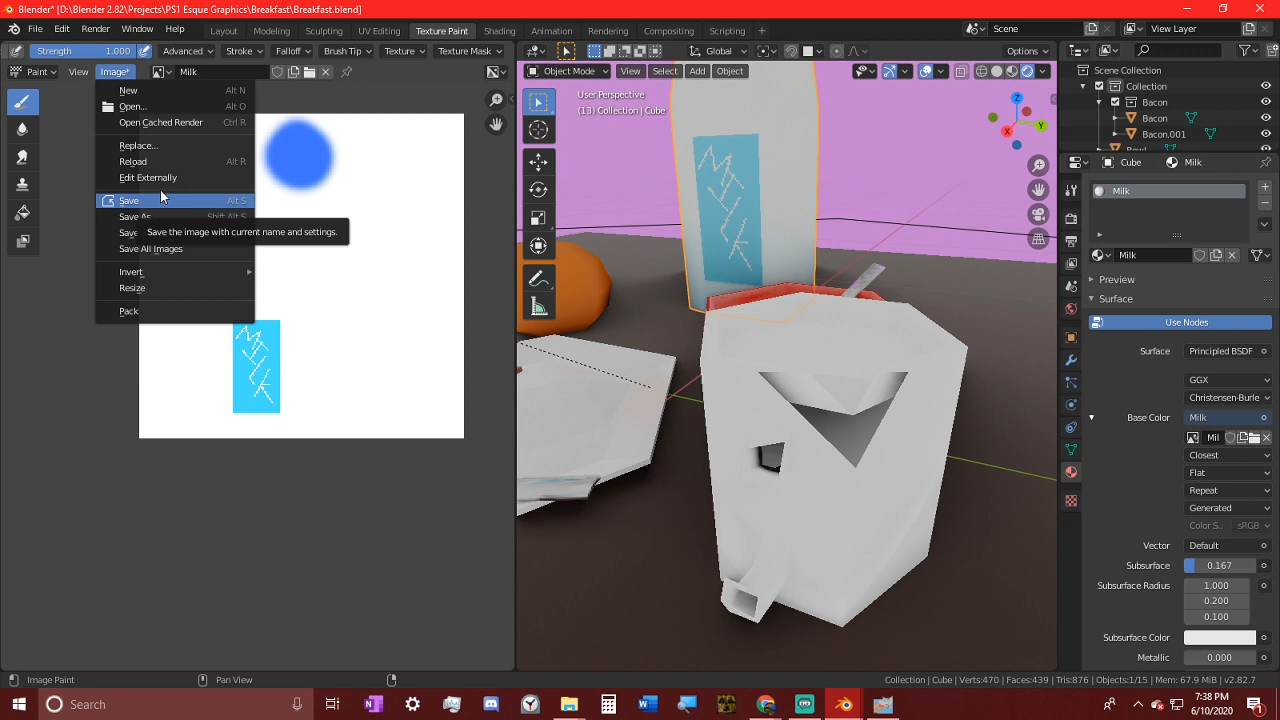 Blender* [D:\Blender 2.82\Projects\PS1 Esque Graphics\Breakfast\Breakfast.blend]
File Edit Render Window Help Layout Modeling Sculpting UV Editing Texture Paint Shading Animation Rendering Compositing Scripting Scene View Layer
Strength 1.000 Advanced Stroke Falloff Brush Tip Texture Texture Mask Global Options
Paint View Image* Milk Object Mode View Select Add Object
New Alt N
Open... Alt O
Open Cached Render Ctrl R
Replace...
Reload Alt R
Edit Externally
Save Alt S
Save As Shift Alt S
Save
Save the image with current name and settings.
Save All Images
Invert
Resize
Pack
MILK
User Perspective
(13) Collection | Cube
X
Y
Z
MILK
Scene Collection
Collection
Bacon
Bacon
Bacon.001
Bowl
Cube Milk
Milk
Milk
Preview
Surface
Use Nodes
Surface Principled BSDF
GGX
Christensen-Burle
Base Color Milk
Mil
Closest
Flat
Repeat
Generated
Color S.. sRGB
Vector Default
Subsurface 0.167
Subsurface Radius 1.000
0.200
0.100
Subsurface Color
Metallic 0.000
Image Paint Pan View Collection | Cube | Verts:470 | Faces:439 | Tris:876 | Objects:1/15 | Mem: 67.9 MiB | v2.82.7
Search
7:38 PM
6/10/2020